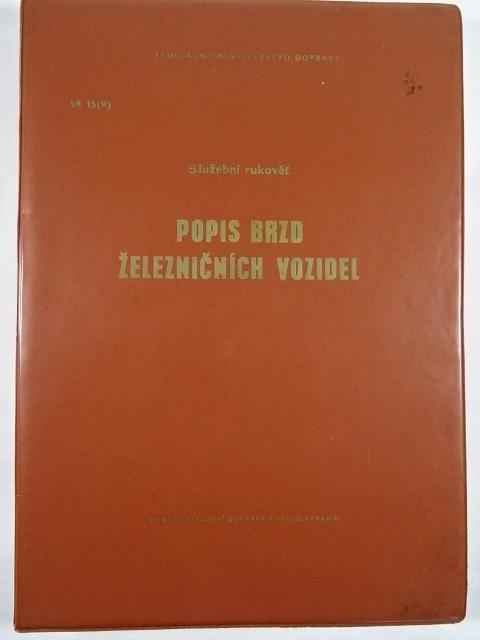 FEDERÁLNÍ MINISTERSTVO DOPRAVY
SR 15(V)
Služební rukověť
POPIS BRZD
ŽELEZNIČNÍCH VOZIDEL
NAKLADATELSTVÍ DOPRAVY A SPOJŮ PRAHA